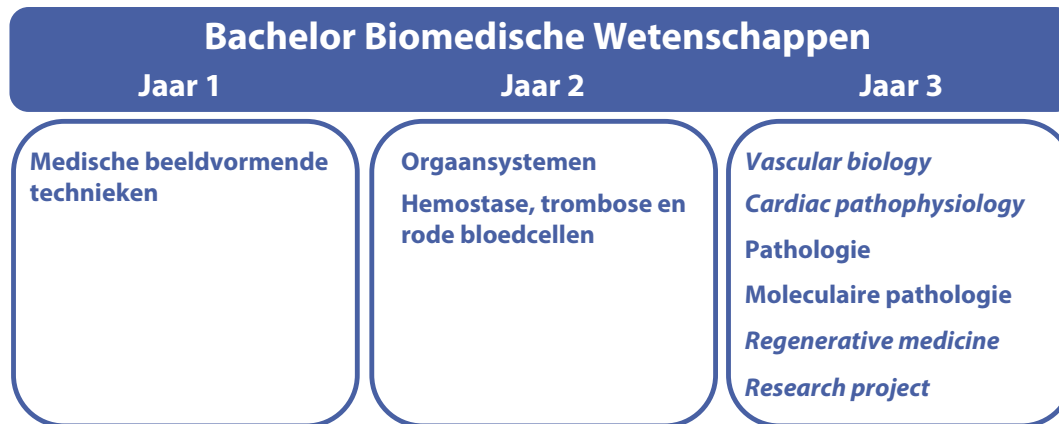 Bachelor Biomedische Wetenschappen
Jaar 1
Jaar 2
Jaar 3
Medische beeldvormende
technieken
Orgaansystemen
Hemostase, trombose en
rode bloedcellen
Vascular biology
Cardiac pathophysiology
Pathologie
Moleculaire pathologie
Regenerative medicine
Research project